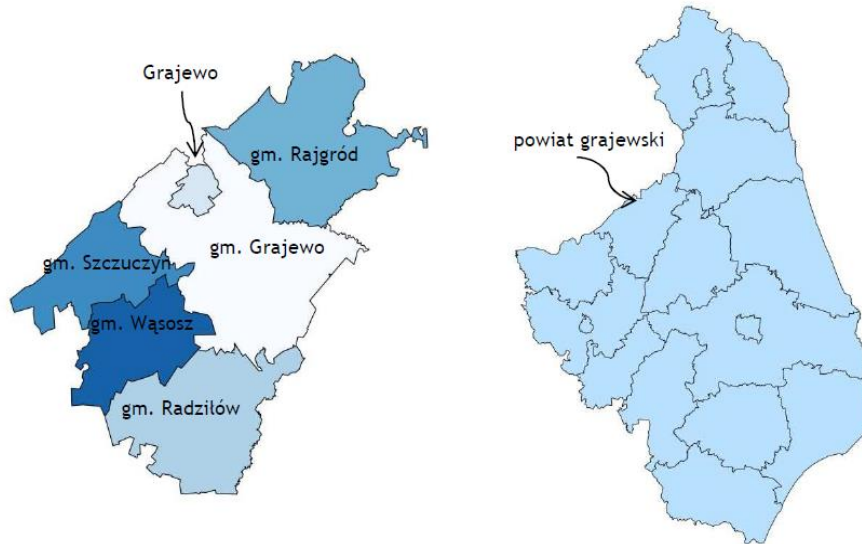 Grajewo
gm. Rajgród
gm. Grajewo
gm. Szczuczyn
gm. Wąsosz
gm. Radziłów
powiat grajewski